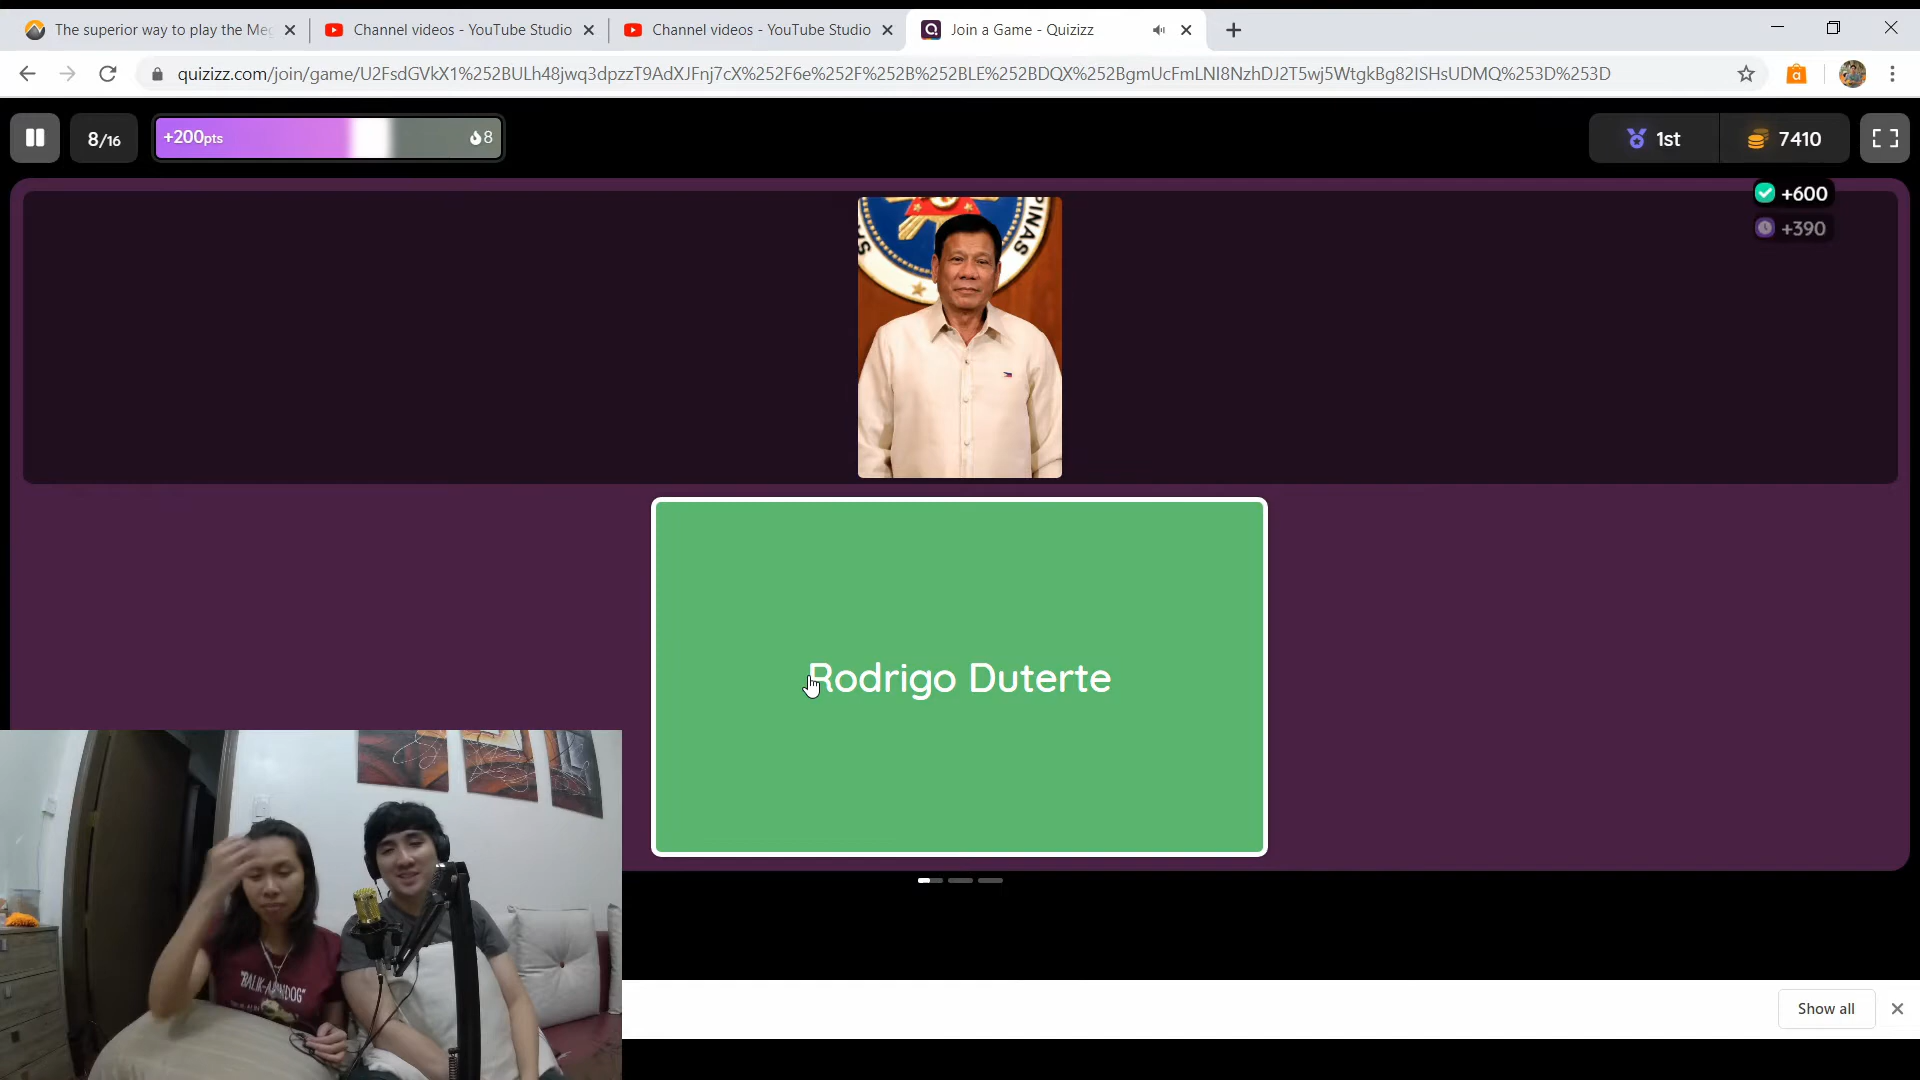 The superior way to play the Meg
Channel videos - YouTube Studio
Channel videos - YouTube Studio
Join a Game - Quizizz
quizizz.com/join/game/U2FsdGVkX1%252BULh48jwq3dpzzT9AdXJFnj7cX%252F6e%252F%252B%252BLE%252BDQX%252BgmUcFmLNI8NzhDJ2T5wj5WtgkBg82ISHsUDMQ%253D%253D
8/16
+200pts
8
1st
7410
+600
+390
PINAS
Rodrigo Duterte
Show all